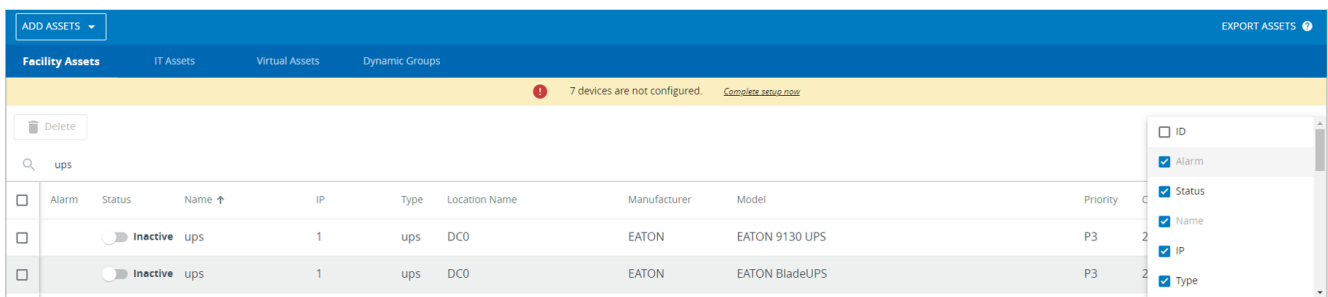 ADD ASSETS
EXPORT ASSETS ?
Facility Assets IT Assets Virtual Assets Dynamic Groups
! 7 devices are not configured. Complete setup now
Delete
ups
ID
Alarm
Status
Name
IP
Type
Alarm Status Name ↑ IP Type Location Name Manufacturer Model Priority
Inactive ups 1 ups DC0 EATON EATON 9130 UPS P3 2
Inactive ups 1 ups DC0 EATON EATON BladeUPS P3 2